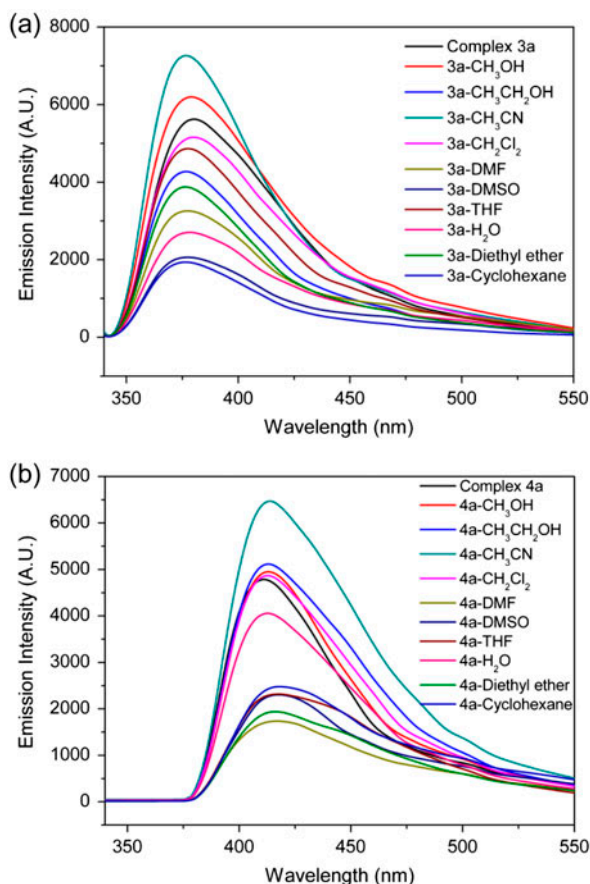 (a)
8000
6000
4000
2000
0
Emission Intensity (A.U.)
Complex 3a
3a-CH₃OH
3a-CH₃CH₂OH
3a-CH₃CN
3a-CH₂Cl₂
3a-DMF
3a-DMSO
3a-THF
3a-H₂O
3a-Diethyl ether
3a-Cyclohexane
350 400 450 500 550
Wavelength (nm)
(b)
7000
6000
5000
4000
3000
2000
1000
0
Emission Intensity (A.U.)
Complex 4a
4a-CH₃OH
4a-CH₃CH₂OH
4a-CH₃CN
4a-CH₂Cl₂
4a-DMF
4a-DMSO
4a-THF
4a-H₂O
4a-Diethyl ether
4a-Cyclohexane
350 400 450 500 550
Wavelength (nm)